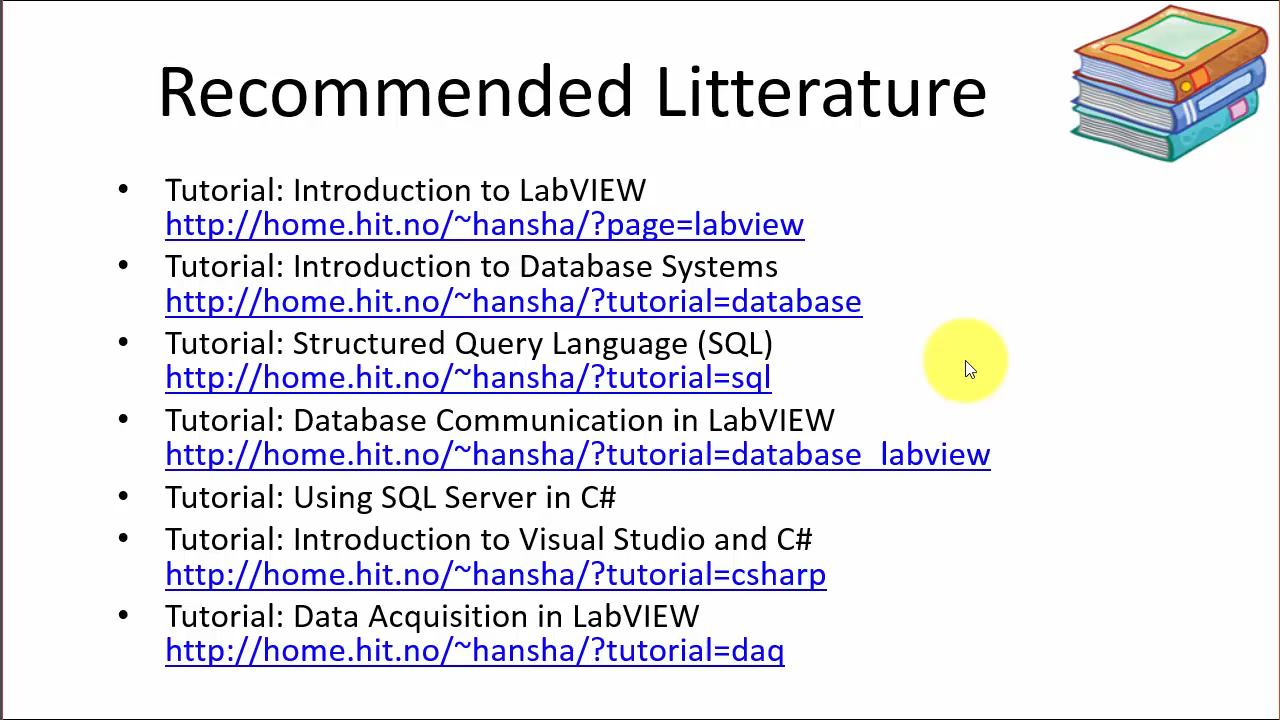 Recommended Litterature
• Tutorial: Introduction to LabVIEW
http://home.hit.no/~hansha/?page=labview
• Tutorial: Introduction to Database Systems
http://home.hit.no/~hansha/?tutorial=database
• Tutorial: Structured Query Language (SQL)
http://home.hit.no/~hansha/?tutorial=sql
• Tutorial: Database Communication in LabVIEW
http://home.hit.no/~hansha/?tutorial=database_labview
• Tutorial: Using SQL Server in C#
• Tutorial: Introduction to Visual Studio and C#
http://home.hit.no/~hansha/?tutorial=csharp
• Tutorial: Data Acquisition in LabVIEW
http://home.hit.no/~hansha/?tutorial=daq